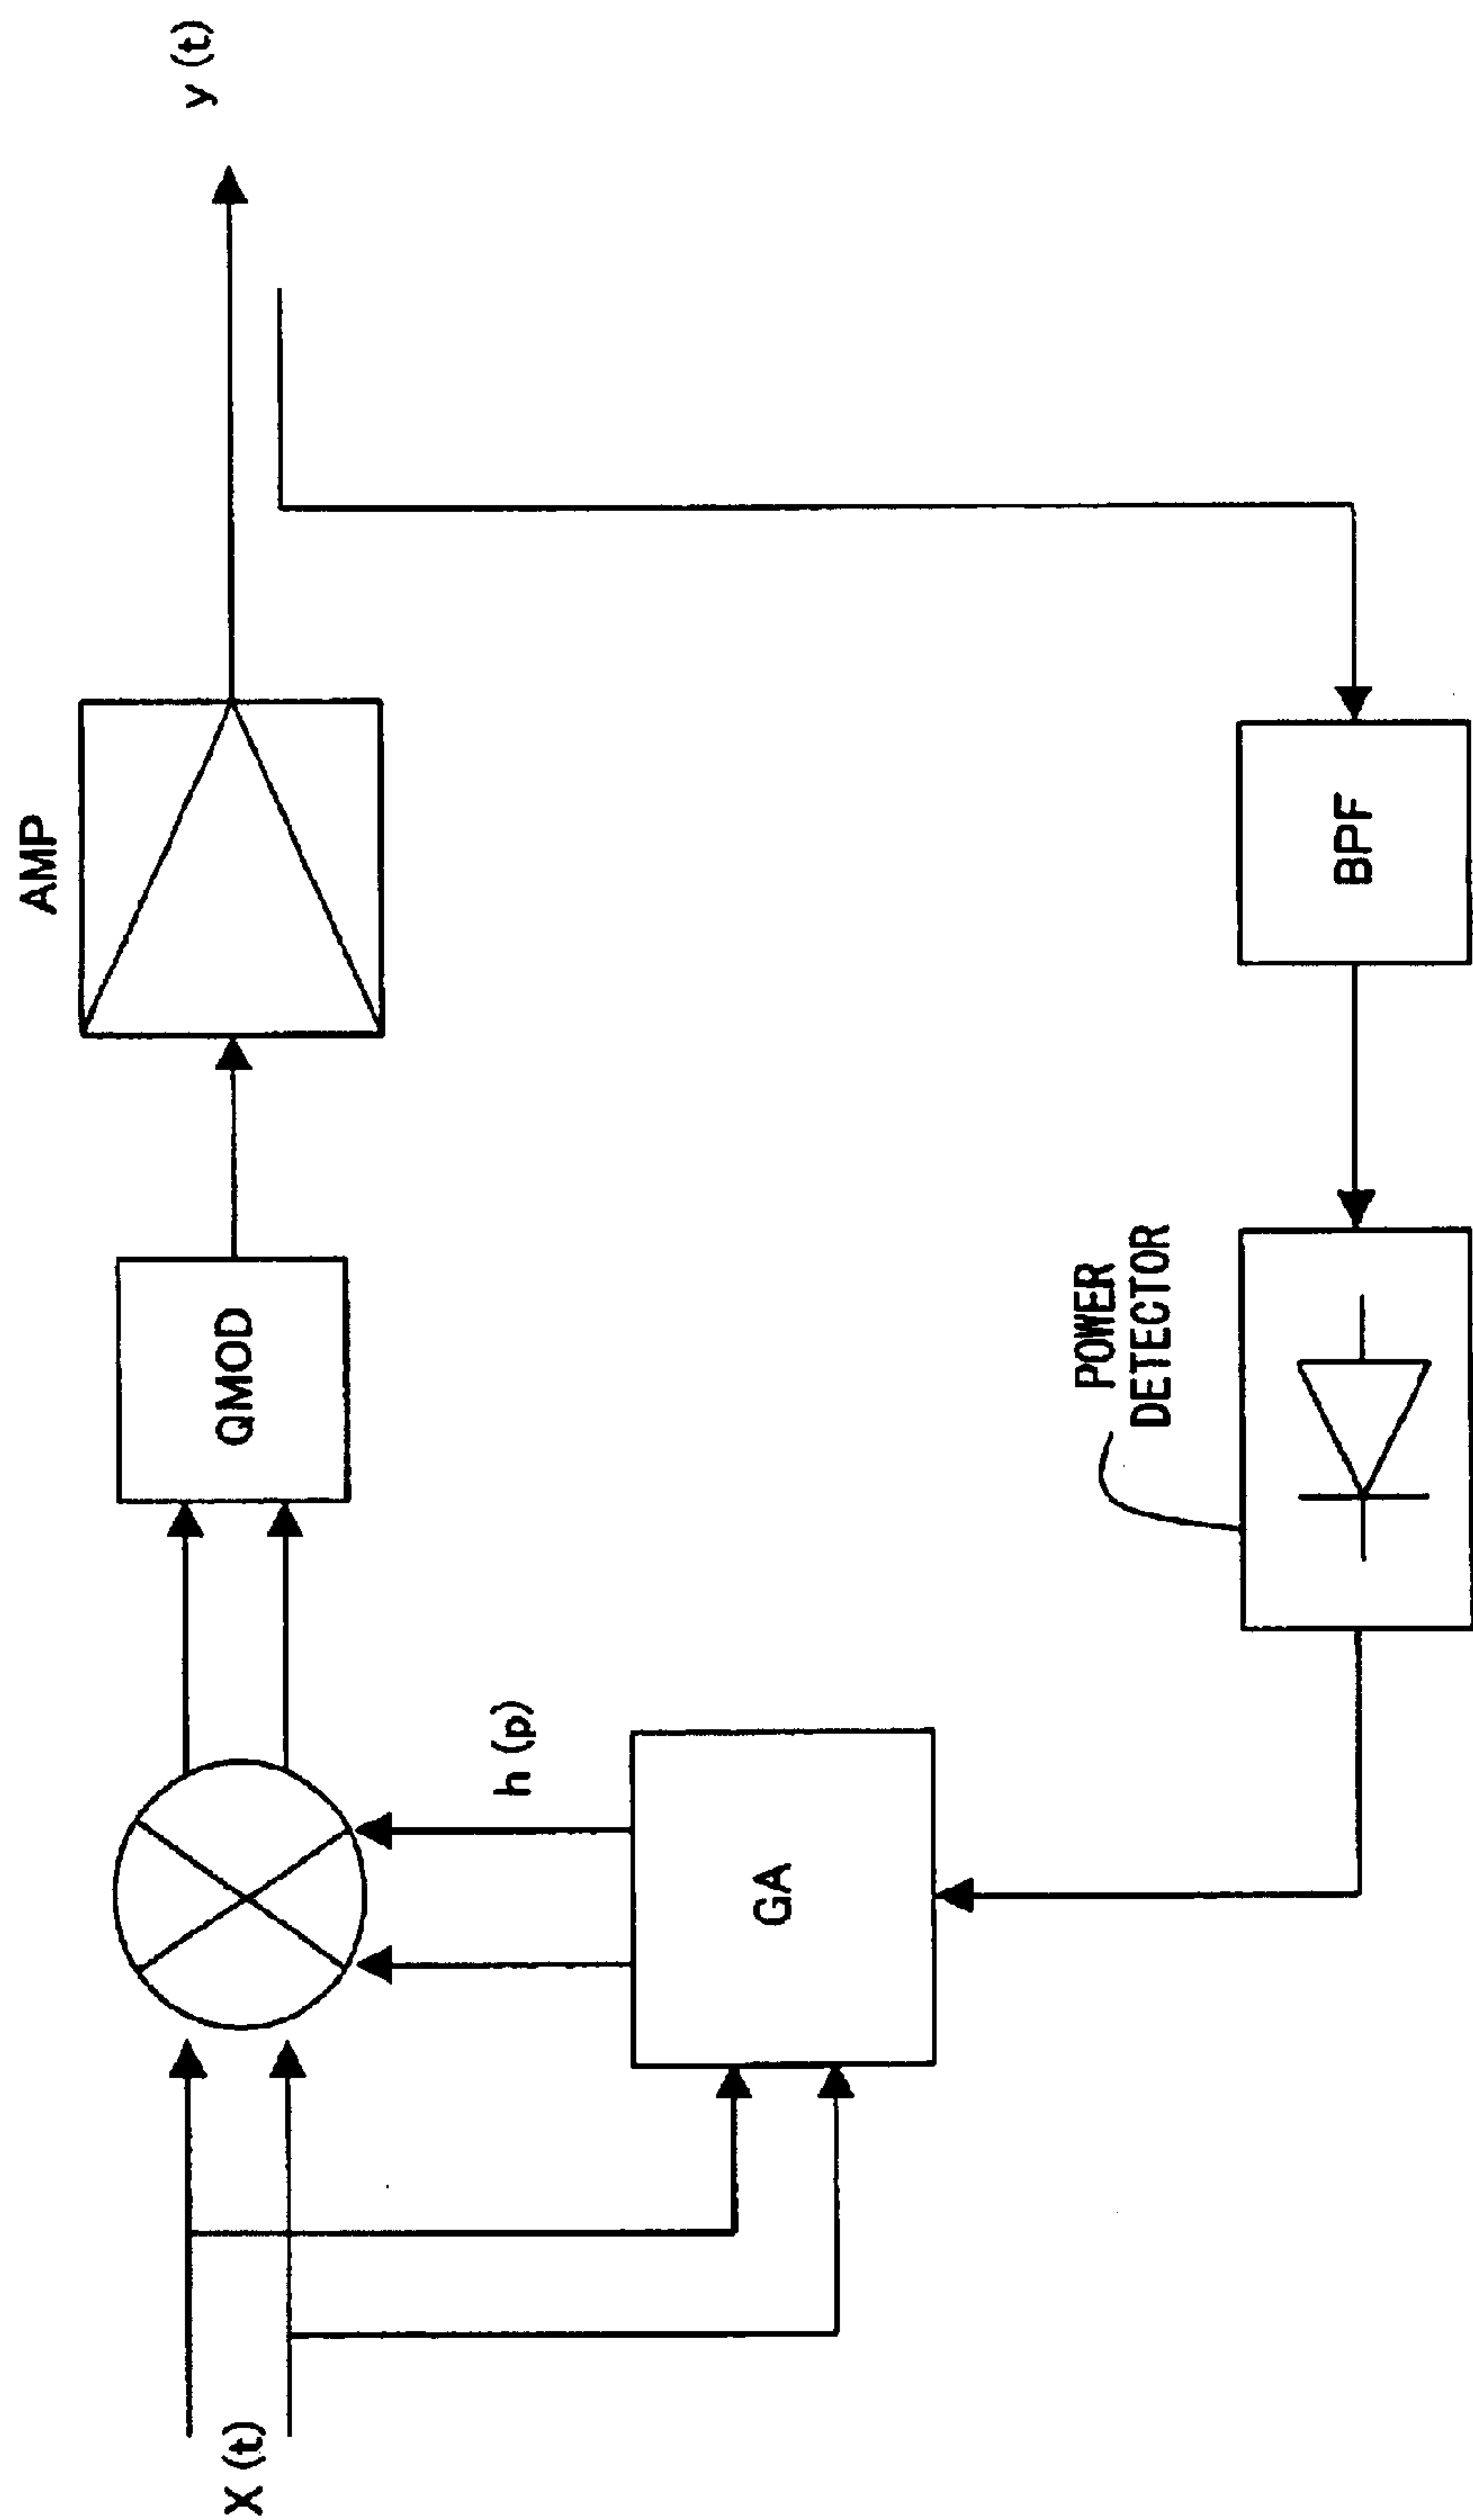 X (t)
QMOD
AMP
y (t)
h (p)
GA
POWER
DETECTOR
BPF